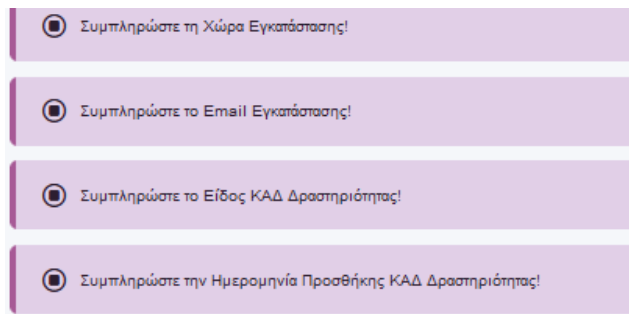 Συμπληρώστε τη Χώρα Εγκατάστασης!
Συμπληρώστε το Email Εγκατάστασης!
Συμπληρώστε το Είδος ΚΑΔ Δραστηριότητας!
Συμπληρώστε την Ημερομηνία Προσθήκης ΚΑΔ Δραστηριότητας!